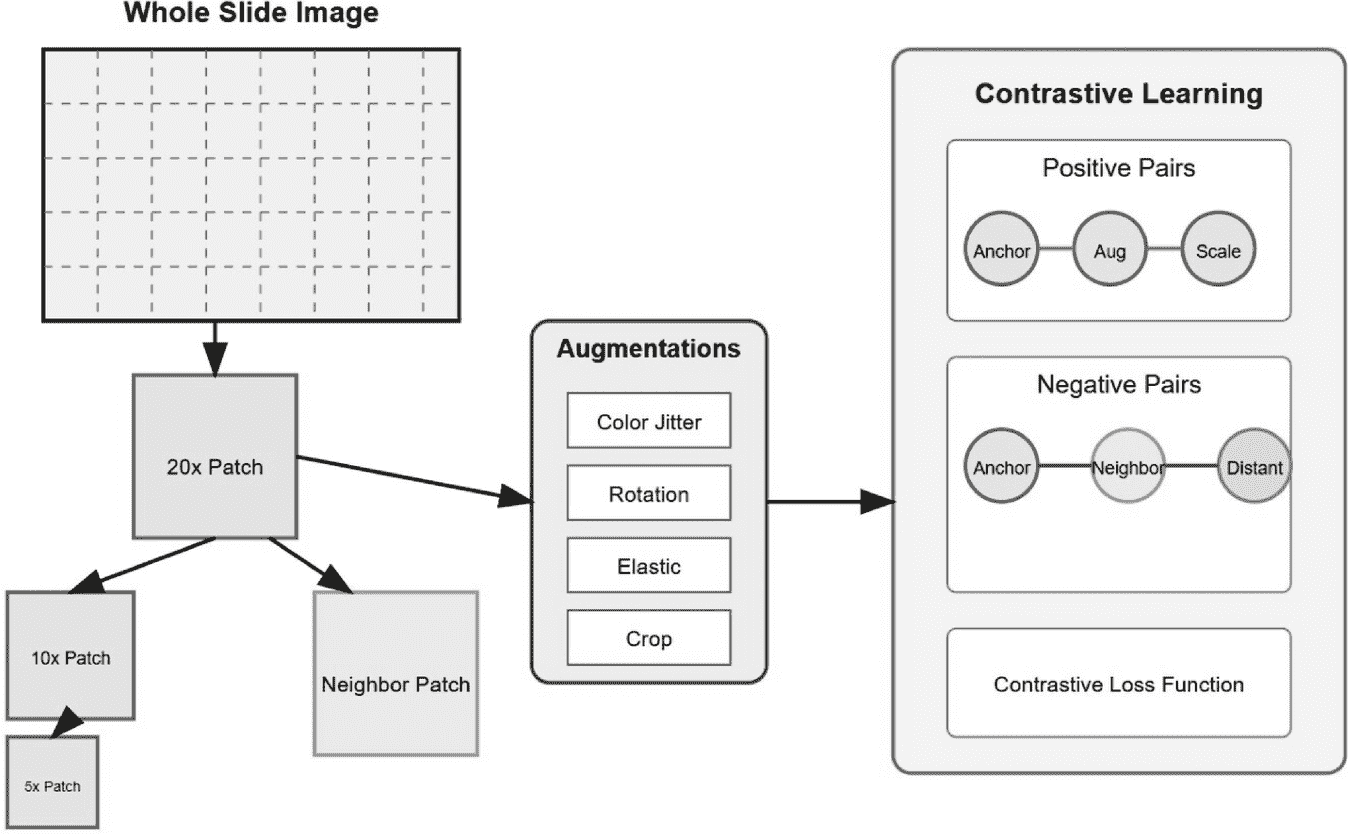 Whole Slide Image
20x Patch
10x Patch
5x Patch
Neighbor Patch
Augmentations
Color Jitter
Rotation
Elastic
Crop
Contrastive Learning
Positive Pairs
Anchor Aug Scale
Negative Pairs
Anchor Neighbor Distant
Contrastive Loss Function